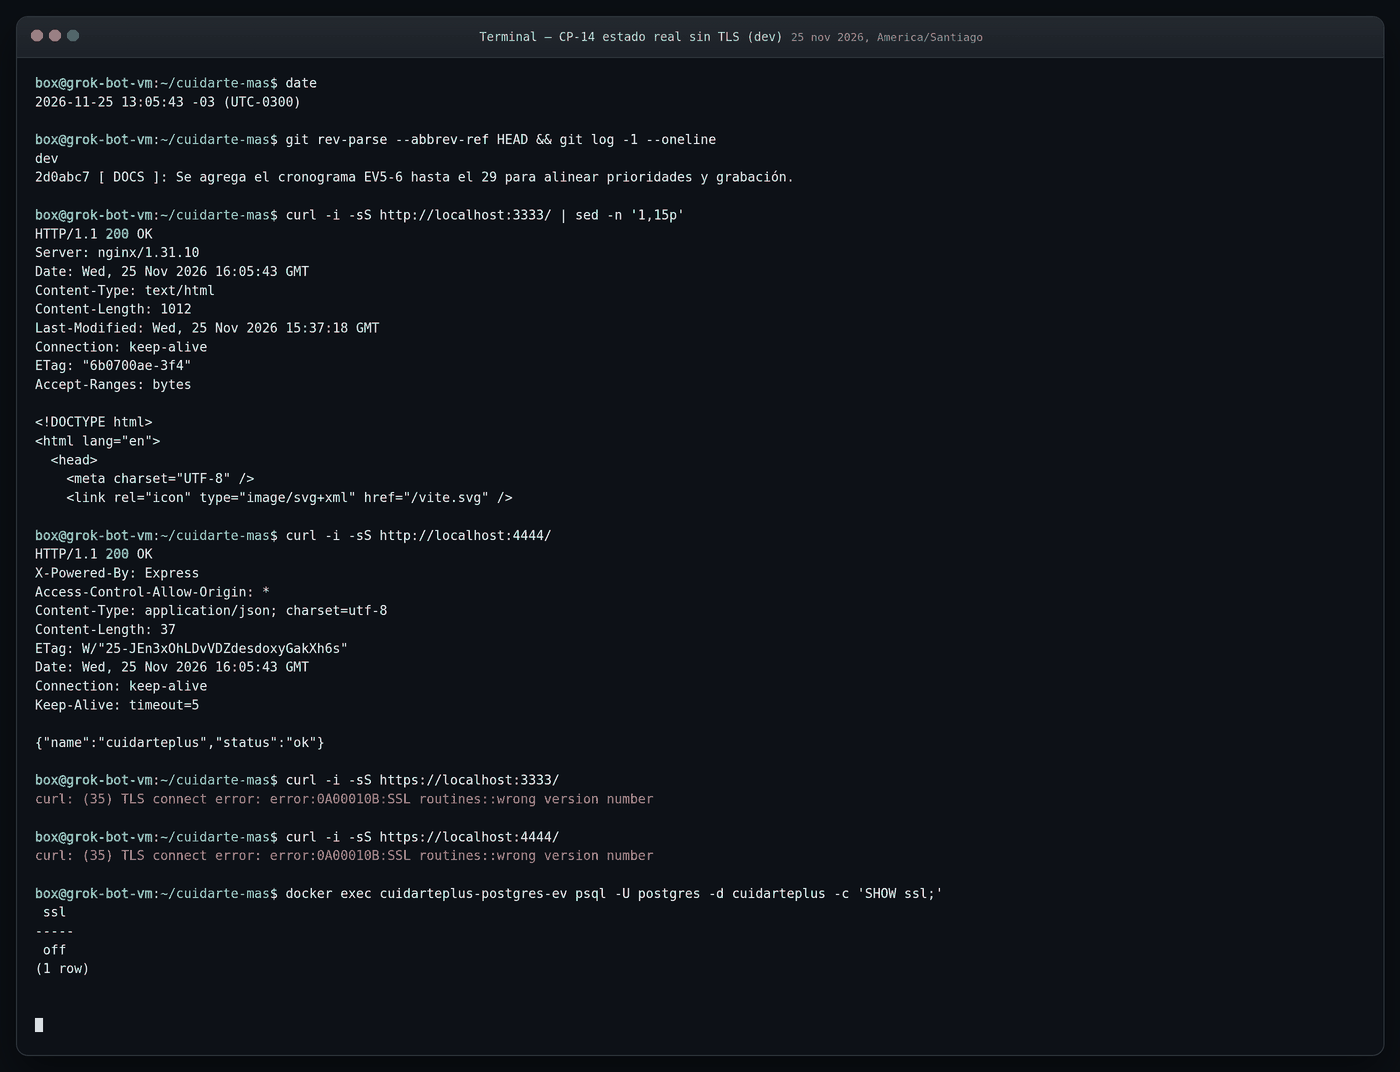 Terminal — CP-14 estado real sin TLS (dev) 25 nov 2026, America/Santiago
box@grok-bot-vm:~/cuidarte-mas$ date
2026-11-25 13:05:43 -03 (UTC-0300)
box@grok-bot-vm:~/cuidarte-mas$ git rev-parse --abbrev-ref HEAD && git log -1 --oneline
dev
2d0abc7 [ DOCS ]: Se agrega el cronograma EV5-6 hasta el 29 para alinear prioridades y grabación.
box@grok-bot-vm:~/cuidarte-mas$ curl -i -sS http://localhost:3333/ | sed -n '1,15p'
HTTP/1.1 200 OK
Server: nginx/1.31.10
Date: Wed, 25 Nov 2026 16:05:43 GMT
Content-Type: text/html
Content-Length: 1012
Last-Modified: Wed, 25 Nov 2026 15:37:18 GMT
Connection: keep-alive
ETag: "6b0700ae-3f4"
Accept-Ranges: bytes
<!DOCTYPE html>
<html lang="en">
  <head>
    <meta charset="UTF-8" />
    <link rel="icon" type="image/svg+xml" href="/vite.svg" />
box@grok-bot-vm:~/cuidarte-mas$ curl -i -sS http://localhost:4444/
HTTP/1.1 200 OK
X-Powered-By: Express
Access-Control-Allow-Origin: *
Content-Type: application/json; charset=utf-8
Content-Length: 37
ETag: W/"25-JEn3xOhLDvVDZdesdoxyGakXh6s"
Date: Wed, 25 Nov 2026 16:05:43 GMT
Connection: keep-alive
Keep-Alive: timeout=5
{"name":"cuidarteplus","status":"ok"}
box@grok-bot-vm:~/cuidarte-mas$ curl -i -sS https://localhost:3333/
curl: (35) TLS connect error: error:0A00010B:SSL routines::wrong version number
box@grok-bot-vm:~/cuidarte-mas$ curl -i -sS https://localhost:4444/
curl: (35) TLS connect error: error:0A00010B:SSL routines::wrong version number
box@grok-bot-vm:~/cuidarte-mas$ docker exec cuidarteplus-postgres-ev psql -U postgres -d cuidarteplus -c 'SHOW ssl;'
 ssl
-----
 off
(1 row)